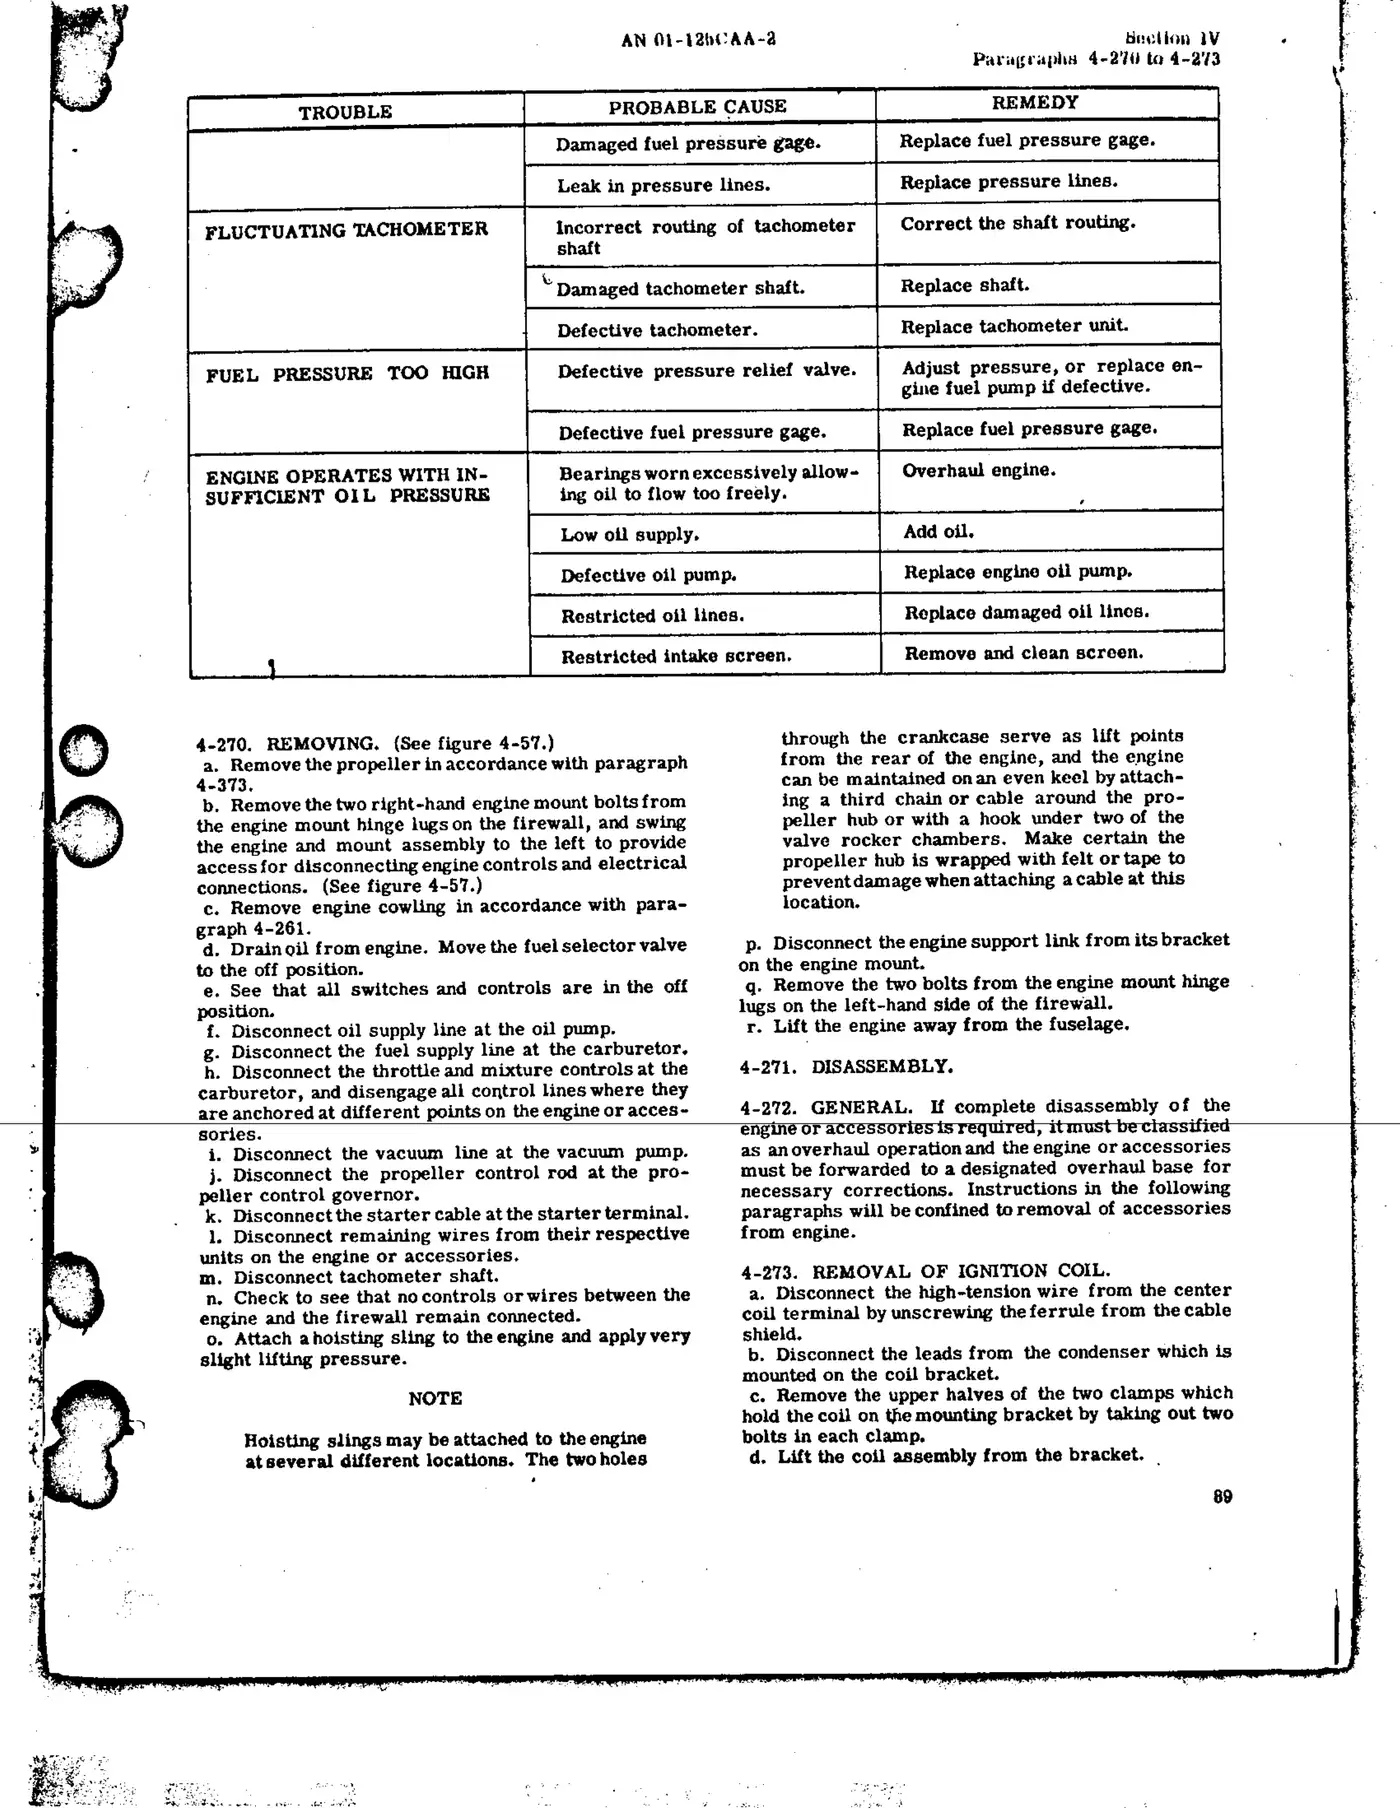 AN 01-125CAA-2
Section IV
Paragraphs 4-270 to 4-273
TROUBLE PROBABLE CAUSE REMEDY
Damaged fuel pressure gage. Replace fuel pressure gage.
Leak in pressure lines. Replace pressure lines.
FLUCTUATING TACHOMETER Incorrect routing of tachometer Correct the shaft routing.
shaft
Damaged tachometer shaft. Replace shaft.
Defective tachometer. Replace tachometer unit.
FUEL PRESSURE TOO HIGH Defective pressure relief valve. Adjust pressure, or replace en-
gine fuel pump if defective.
Defective fuel pressure gage. Replace fuel pressure gage.
ENGINE OPERATES WITH IN- Bearings worn excessively allow- Overhaul engine.
SUFFICIENT OIL PRESSURE ing oil to flow too freely.
Low oil supply. Add oil.
Defective oil pump. Replace engine oil pump.
Restricted oil lines. Replace damaged oil lines.
Restricted intake screen. Remove and clean screen.
4-270. REMOVING. (See figure 4-57.)
a. Remove the propeller in accordance with paragraph
4-373.
b. Remove the two right-hand engine mount bolts from
the engine mount hinge lugs on the firewall, and swing
the engine and mount assembly to the left to provide
access for disconnecting engine controls and electrical
connections. (See figure 4-57.)
c. Remove engine cowling in accordance with para-
graph 4-261.
d. Drain oil from engine. Move the fuel selector valve
to the off position.
e. See that all switches and controls are in the off
position.
f. Disconnect oil supply line at the oil pump.
g. Disconnect the fuel supply line at the carburetor.
h. Disconnect the throttle and mixture controls at the
carburetor, and disengage all control lines where they
are anchored at different points on the engine or acces-
sories.
i. Disconnect the vacuum line at the vacuum pump.
j. Disconnect the propeller control rod at the pro-
peller control governor.
k. Disconnect the starter cable at the starter terminal.
l. Disconnect remaining wires from their respective
units on the engine or accessories.
m. Disconnect tachometer shaft.
n. Check to see that no controls or wires between the
engine and the firewall remain connected.
o. Attach a hoisting sling to the engine and apply very
slight lifting pressure.
NOTE
Hoisting slings may be attached to the engine
at several different locations. The two holes
through the crankcase serve as lift points
from the rear of the engine, and the engine
can be maintained on an even keel by attach-
ing a third chain or cable around the pro-
peller hub or with a hook under two of the
valve rocker chambers. Make certain the
propeller hub is wrapped with felt or tape to
prevent damage when attaching a cable at this
location.
p. Disconnect the engine support link from its bracket
on the engine mount.
q. Remove the two bolts from the engine mount hinge
lugs on the left-hand side of the firewall.
r. Lift the engine away from the fuselage.
4-271. DISASSEMBLY.
4-272. GENERAL. If complete disassembly of the
engine or accessories is required, it must be classified
as an overhaul operation and the engine or accessories
must be forwarded to a designated overhaul base for
necessary corrections. Instructions in the following
paragraphs will be confined to removal of accessories
from engine.
4-273. REMOVAL OF IGNITION COIL.
a. Disconnect the high-tension wire from the center
coil terminal by unscrewing the ferrule from the cable
shield.
b. Disconnect the leads from the condenser which is
mounted on the coil bracket.
c. Remove the upper halves of the two clamps which
hold the coil on the mounting bracket by taking out two
bolts in each clamp.
d. Lift the coil assembly from the bracket.
89